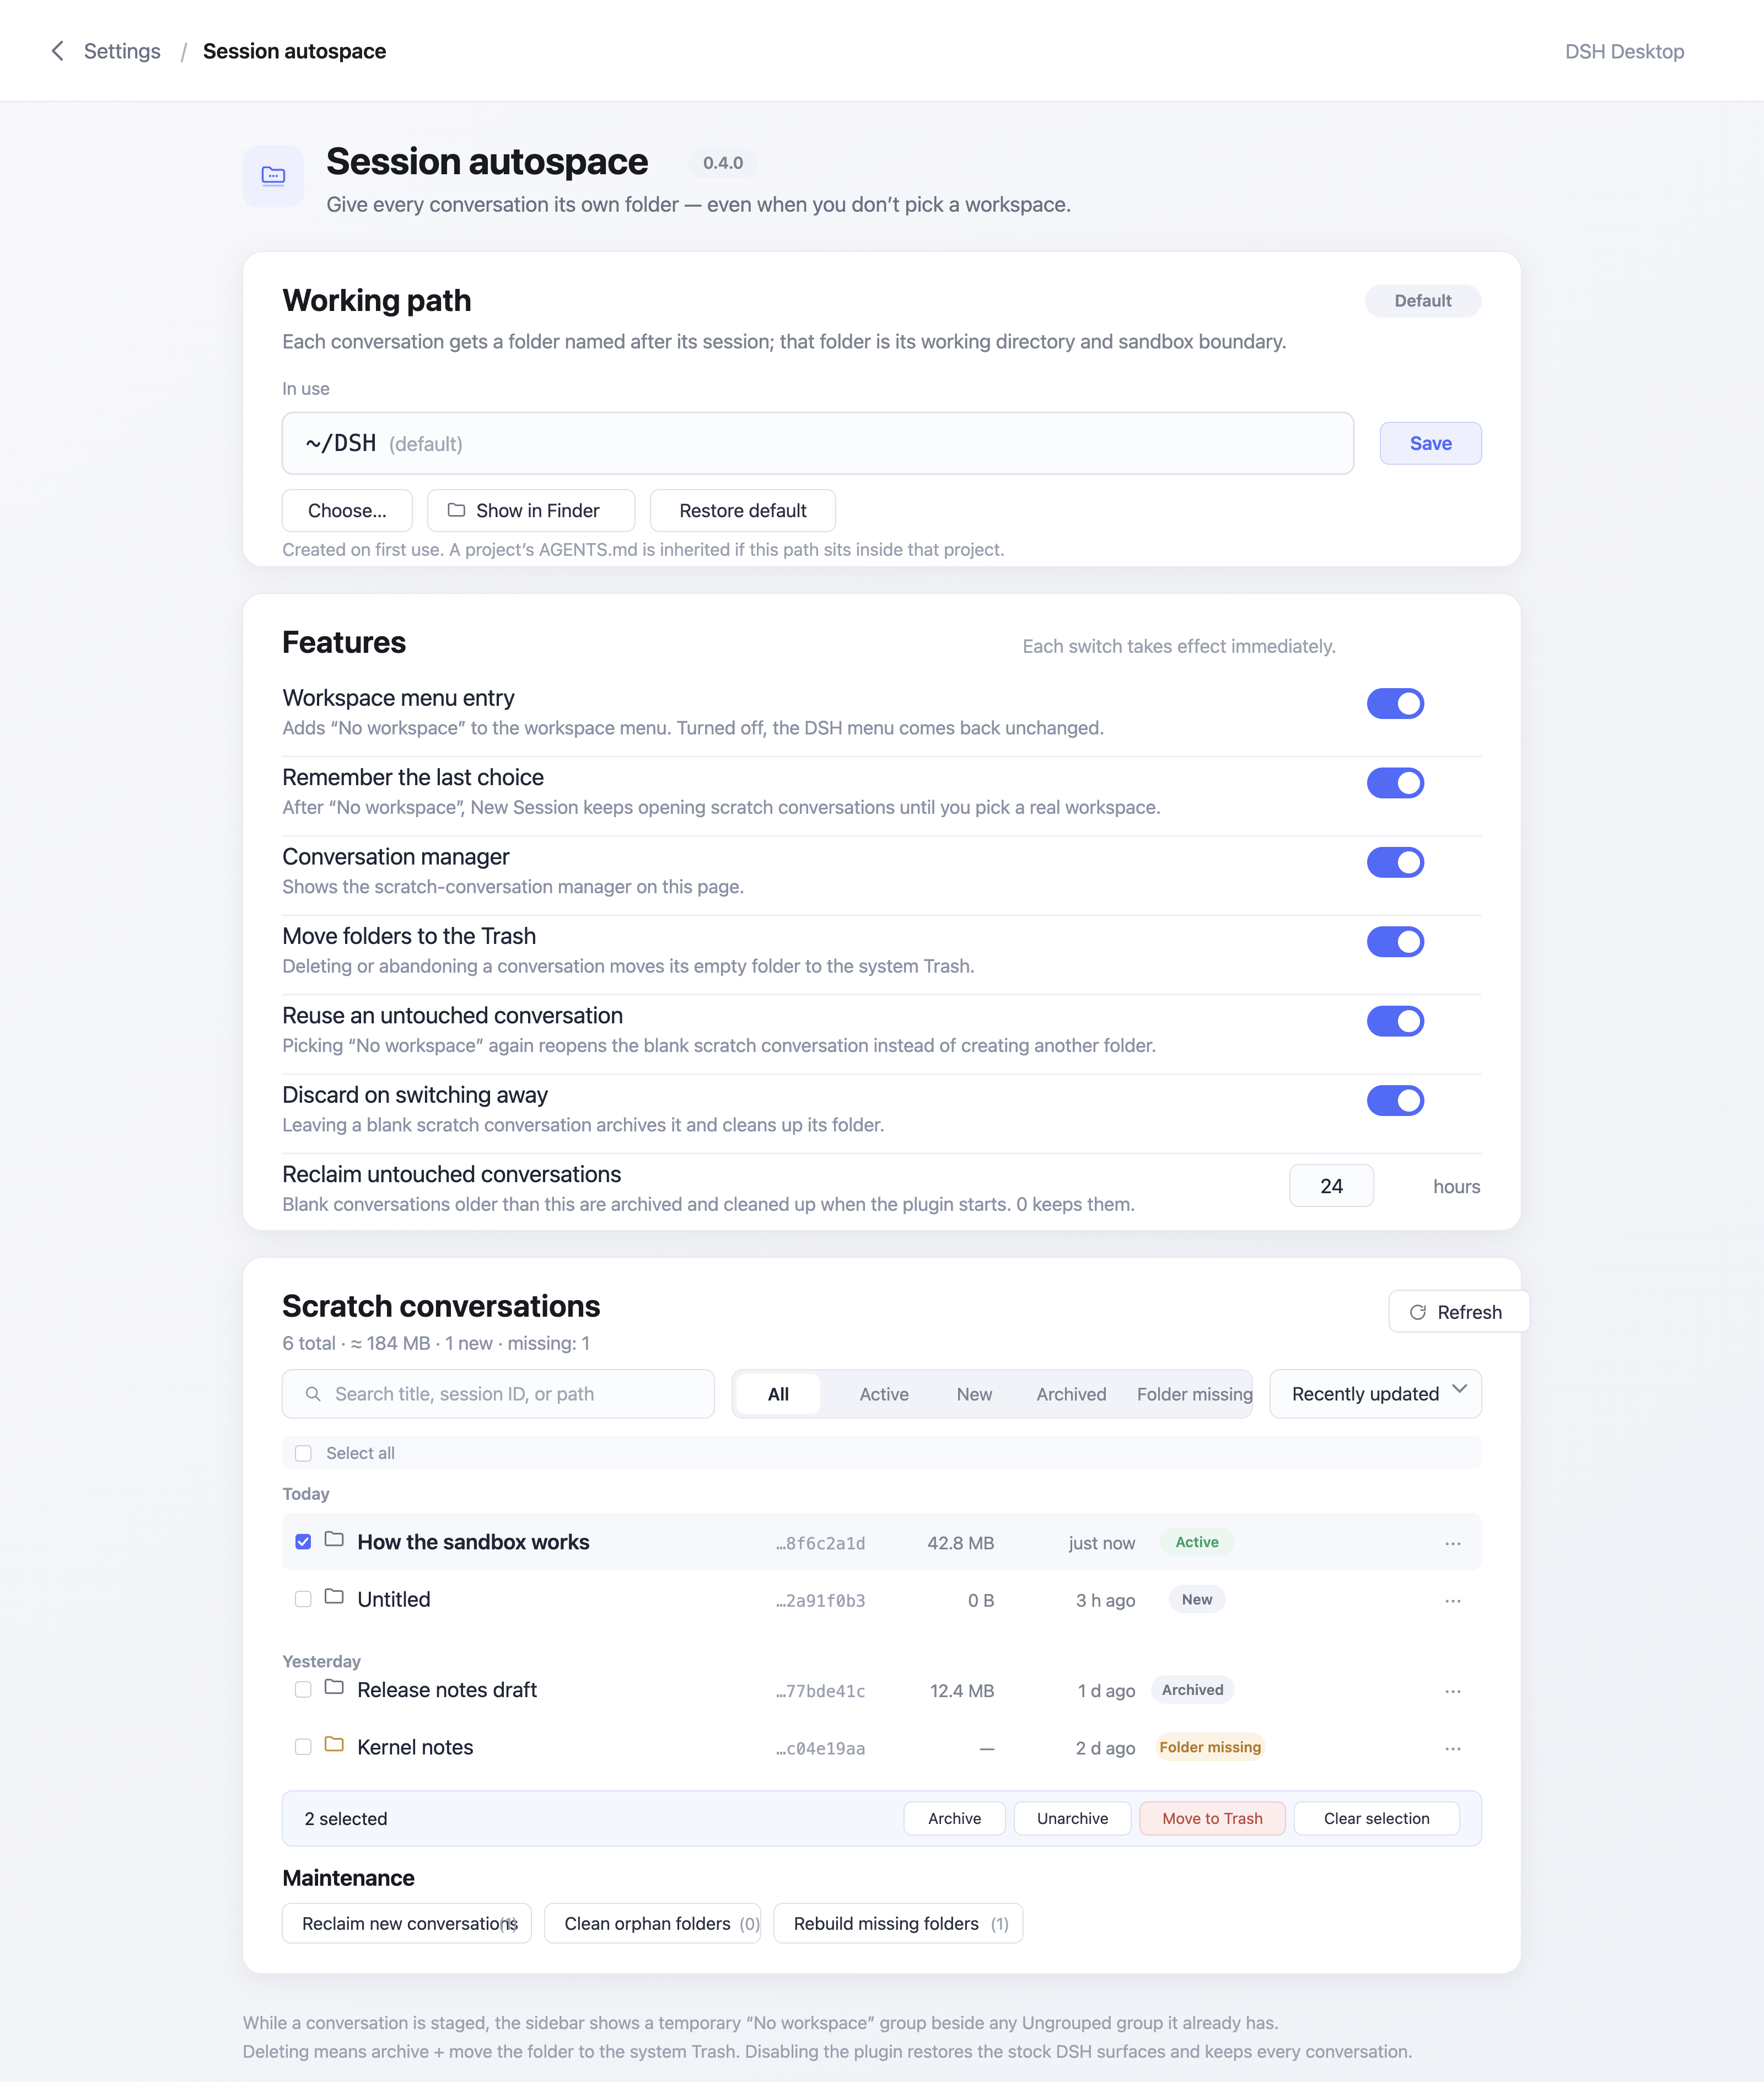 Settings / Session autospace
DSH Desktop
Session autospace 0.4.0
Give every conversation its own folder — even when you don’t pick a workspace.
Working path
Default
Each conversation gets a folder named after its session; that folder is its working directory and sandbox boundary.
In use
~/DSH (default)
Save
Choose...
Show in Finder
Restore default
Created on first use. A project’s AGENTS.md is inherited if this path sits inside that project.
Features
Each switch takes effect immediately.
Workspace menu entry
Adds “No workspace” to the workspace menu. Turned off, the DSH menu comes back unchanged.
Remember the last choice
After “No workspace”, New Session keeps opening scratch conversations until you pick a real workspace.
Conversation manager
Shows the scratch-conversation manager on this page.
Move folders to the Trash
Deleting or abandoning a conversation moves its empty folder to the system Trash.
Reuse an untouched conversation
Picking “No workspace” again reopens the blank scratch conversation instead of creating another folder.
Discard on switching away
Leaving a blank scratch conversation archives it and cleans up its folder.
Reclaim untouched conversations
24 hours
Blank conversations older than this are archived and cleaned up when the plugin starts. 0 keeps them.
Scratch conversations
Refresh
6 total · ≈ 184 MB · 1 new · missing: 1
Search title, session ID, or path
All Active New Archived Folder missing
Recently updated
Select all
Today
How the sandbox works …8f6c2a1d 42.8 MB just now Active ...
Untitled …2a91f0b3 0 B 3 h ago New ...
Yesterday
Release notes draft …77bde41c 12.4 MB 1 d ago Archived ...
Kernel notes …c04e19aa — 2 d ago Folder missing ...
2 selected
Archive
Unarchive
Move to Trash
Clear selection
Maintenance
Reclaim new conversations (1)
Clean orphan folders (0)
Rebuild missing folders (1)
While a conversation is staged, the sidebar shows a temporary “No workspace” group beside any Ungrouped group it already has.
Deleting means archive + move the folder to the system Trash. Disabling the plugin restores the stock DSH surfaces and keeps every conversation.